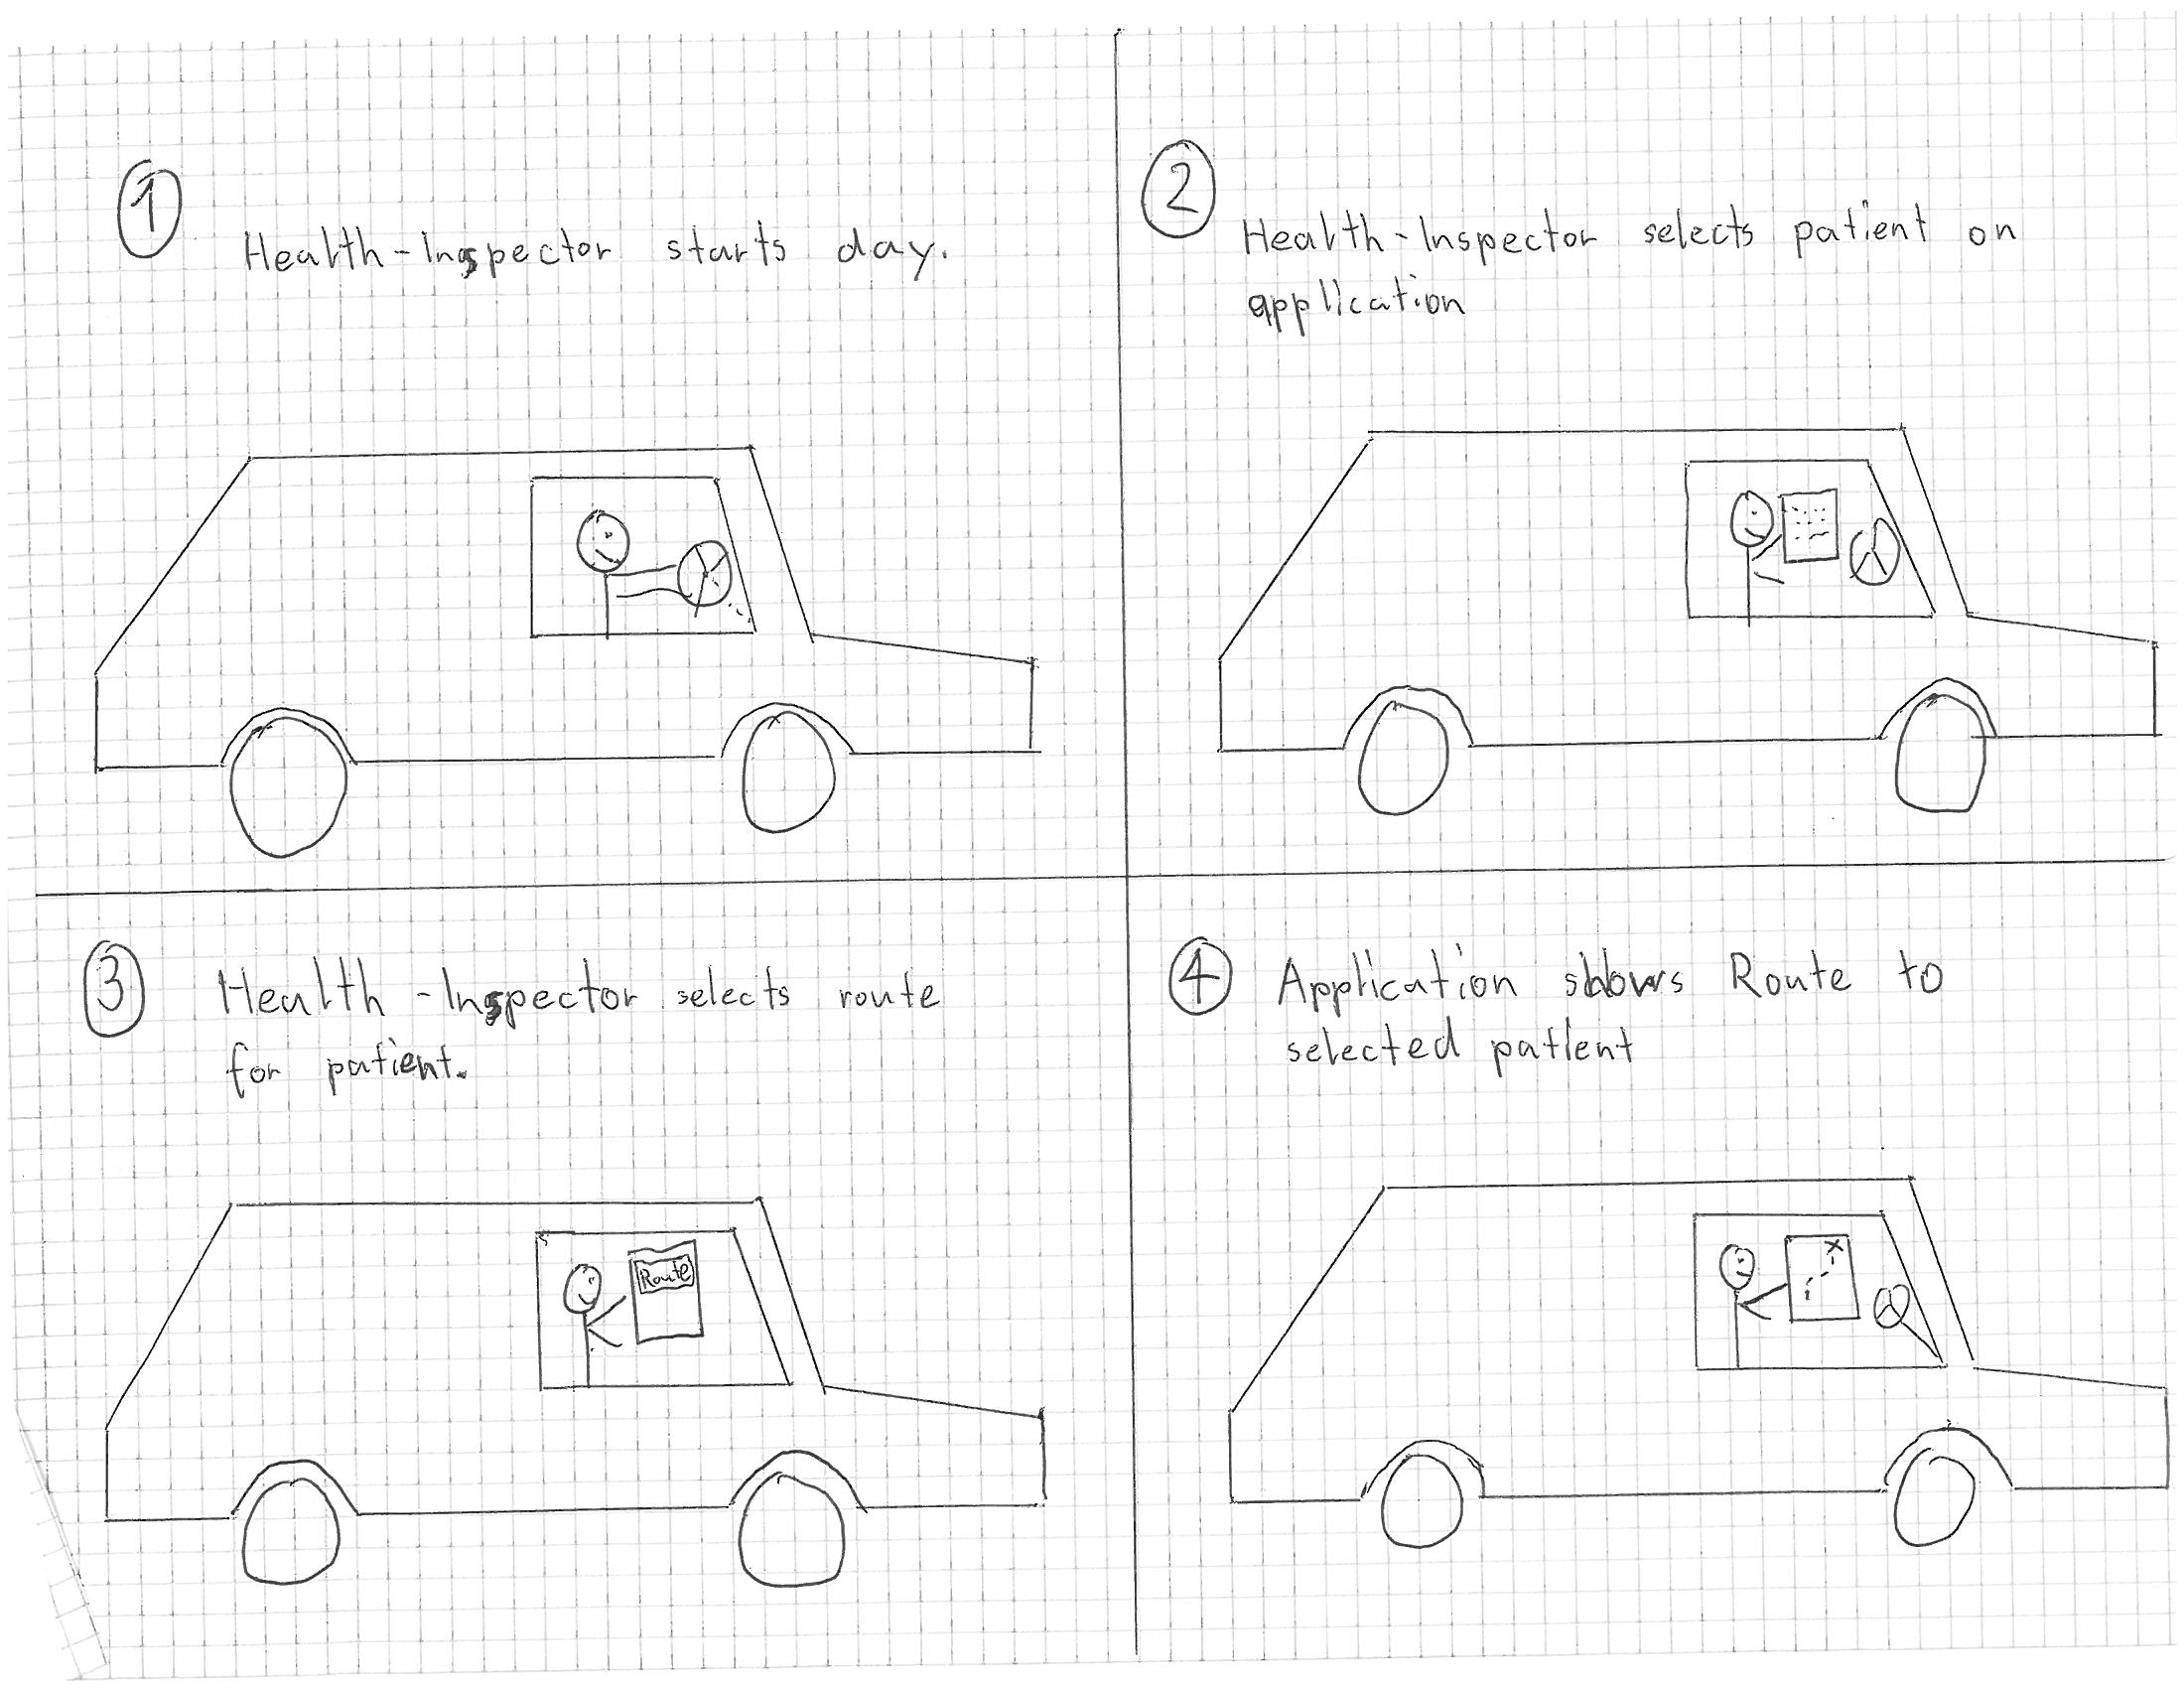 1
Health-Inspector starts day.
2
Health-Inspector selects patient on
application
3
Health-Inspector selects route
for patient.
Route
4
Application shows Route to
selected patient
x